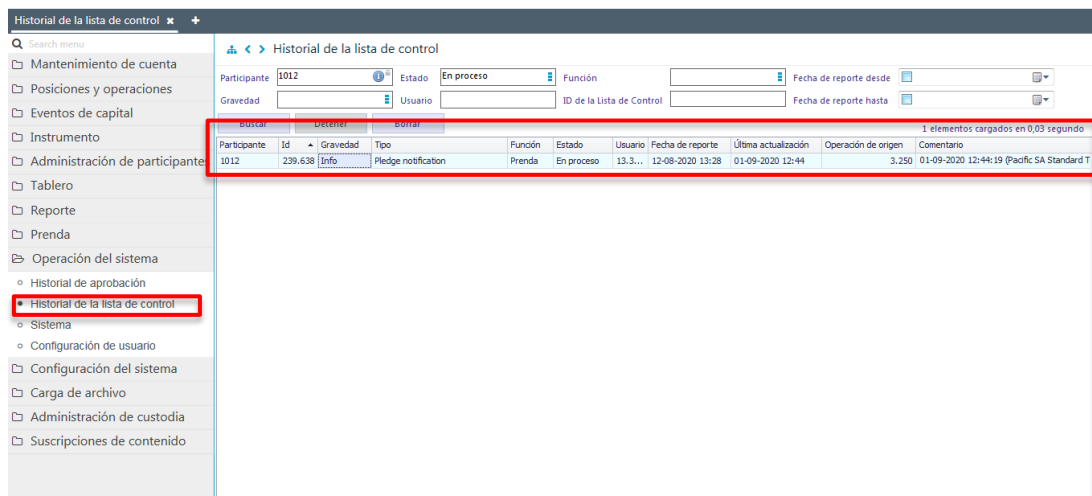 Historial de la lista de control × +
Search menu
Mantenimiento de cuenta
Posiciones y operaciones
Eventos de capital
Instrumento
Administración de participantes
Tablero
Reporte
Prenda
Operación del sistema
Historial de aprobación
Historial de la lista de control
Sistema
Configuración de usuario
Configuración del sistema
Carga de archivo
Administración de custodia
Suscripciones de contenido
Historial de la lista de control
Participante 1012 Estado En proceso Función Fecha de reporte desde
Gravedad Usuario ID de la Lista de Control Fecha de reporte hasta
Buscar Detener Borrar
1 elementos cargados en 0,03 segundo
Participante Id Gravedad Tipo Función Estado Usuario Fecha de reporte Última actualización Operación de origen Comentario
1012 239.638 Info Pledge notification Prenda En proceso 13.3... 12-08-2020 13:28 01-09-2020 12:44 3.250 01-09-2020 12:44:19 (Pacific SA Standard T